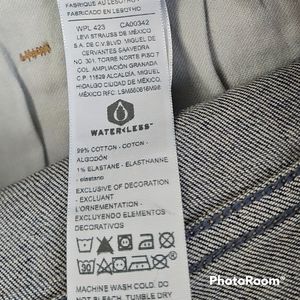 FABRIQUE AU LESOTHO
FABRICADO EN LESOTHO
WPL 423 CA00342
LEVI STRAUSS DE MÉXICO
S.A. DE C.V. BLVD. MIGUEL DE
CERVANTES SAAVEDRA
NO. 301, TORRE NORTE PISO 7
COL. AMPLIACIÓN GRANADA
C.P. 11529 ALCALDÍA, MIGUEL
HIDALGO CIUDAD DE MÉXICO,
MÉXICO RFC:
WATER<LESS™
99% COTTON - COTON -
ALGODÓN
1% ELASTANE - ELASTHANNE
- elastano
EXCLUSIVE OF DECORATION
- EXCLUANT
L'ORNEMENTATION -
EXCLUYENDO ELEMENTOS
DECORATIVOS
30
MACHINE WASH COLD. DO
NOT BLEACH. TUMBLE DRY
PhotoRoom